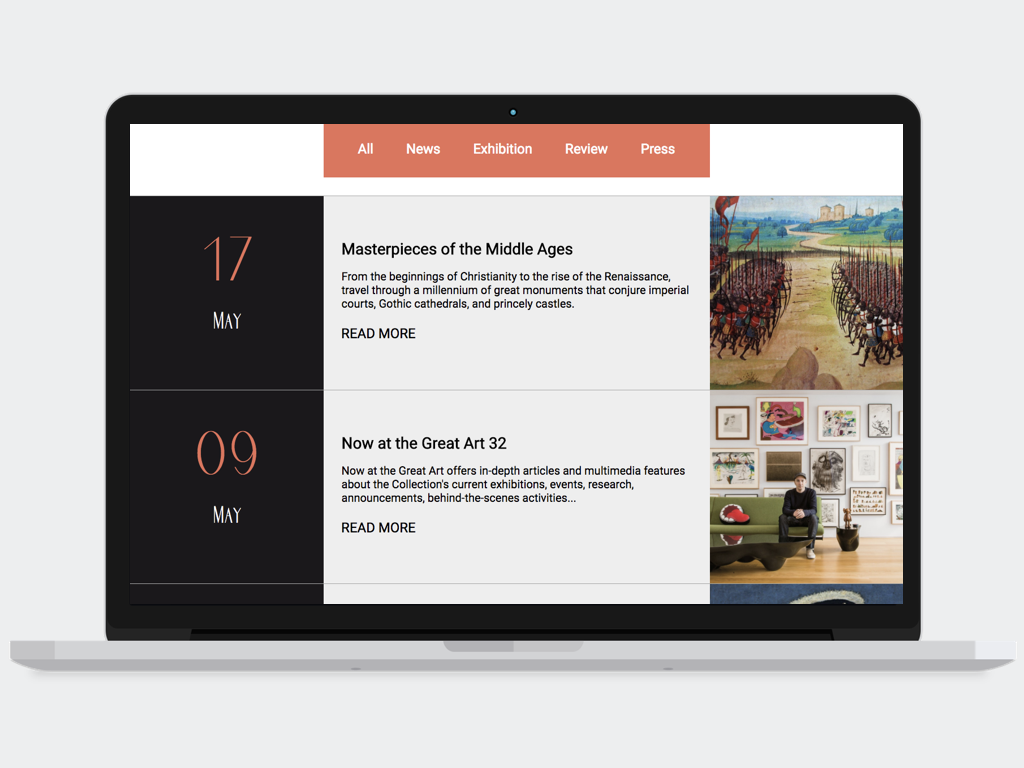 All News Exhibition Review Press
17
May
Masterpieces of the Middle Ages
From the beginnings of Christianity to the rise of the Renaissance,
travel through a millennium of great monuments that conjure imperial
courts, Gothic cathedrals, and princely castles.
READ MORE
09
May
Now at the Great Art 32
Now at the Great Art offers in-depth articles and multimedia features
about the Collection's current exhibitions, events, research,
announcements, behind-the-scenes activities...
READ MORE